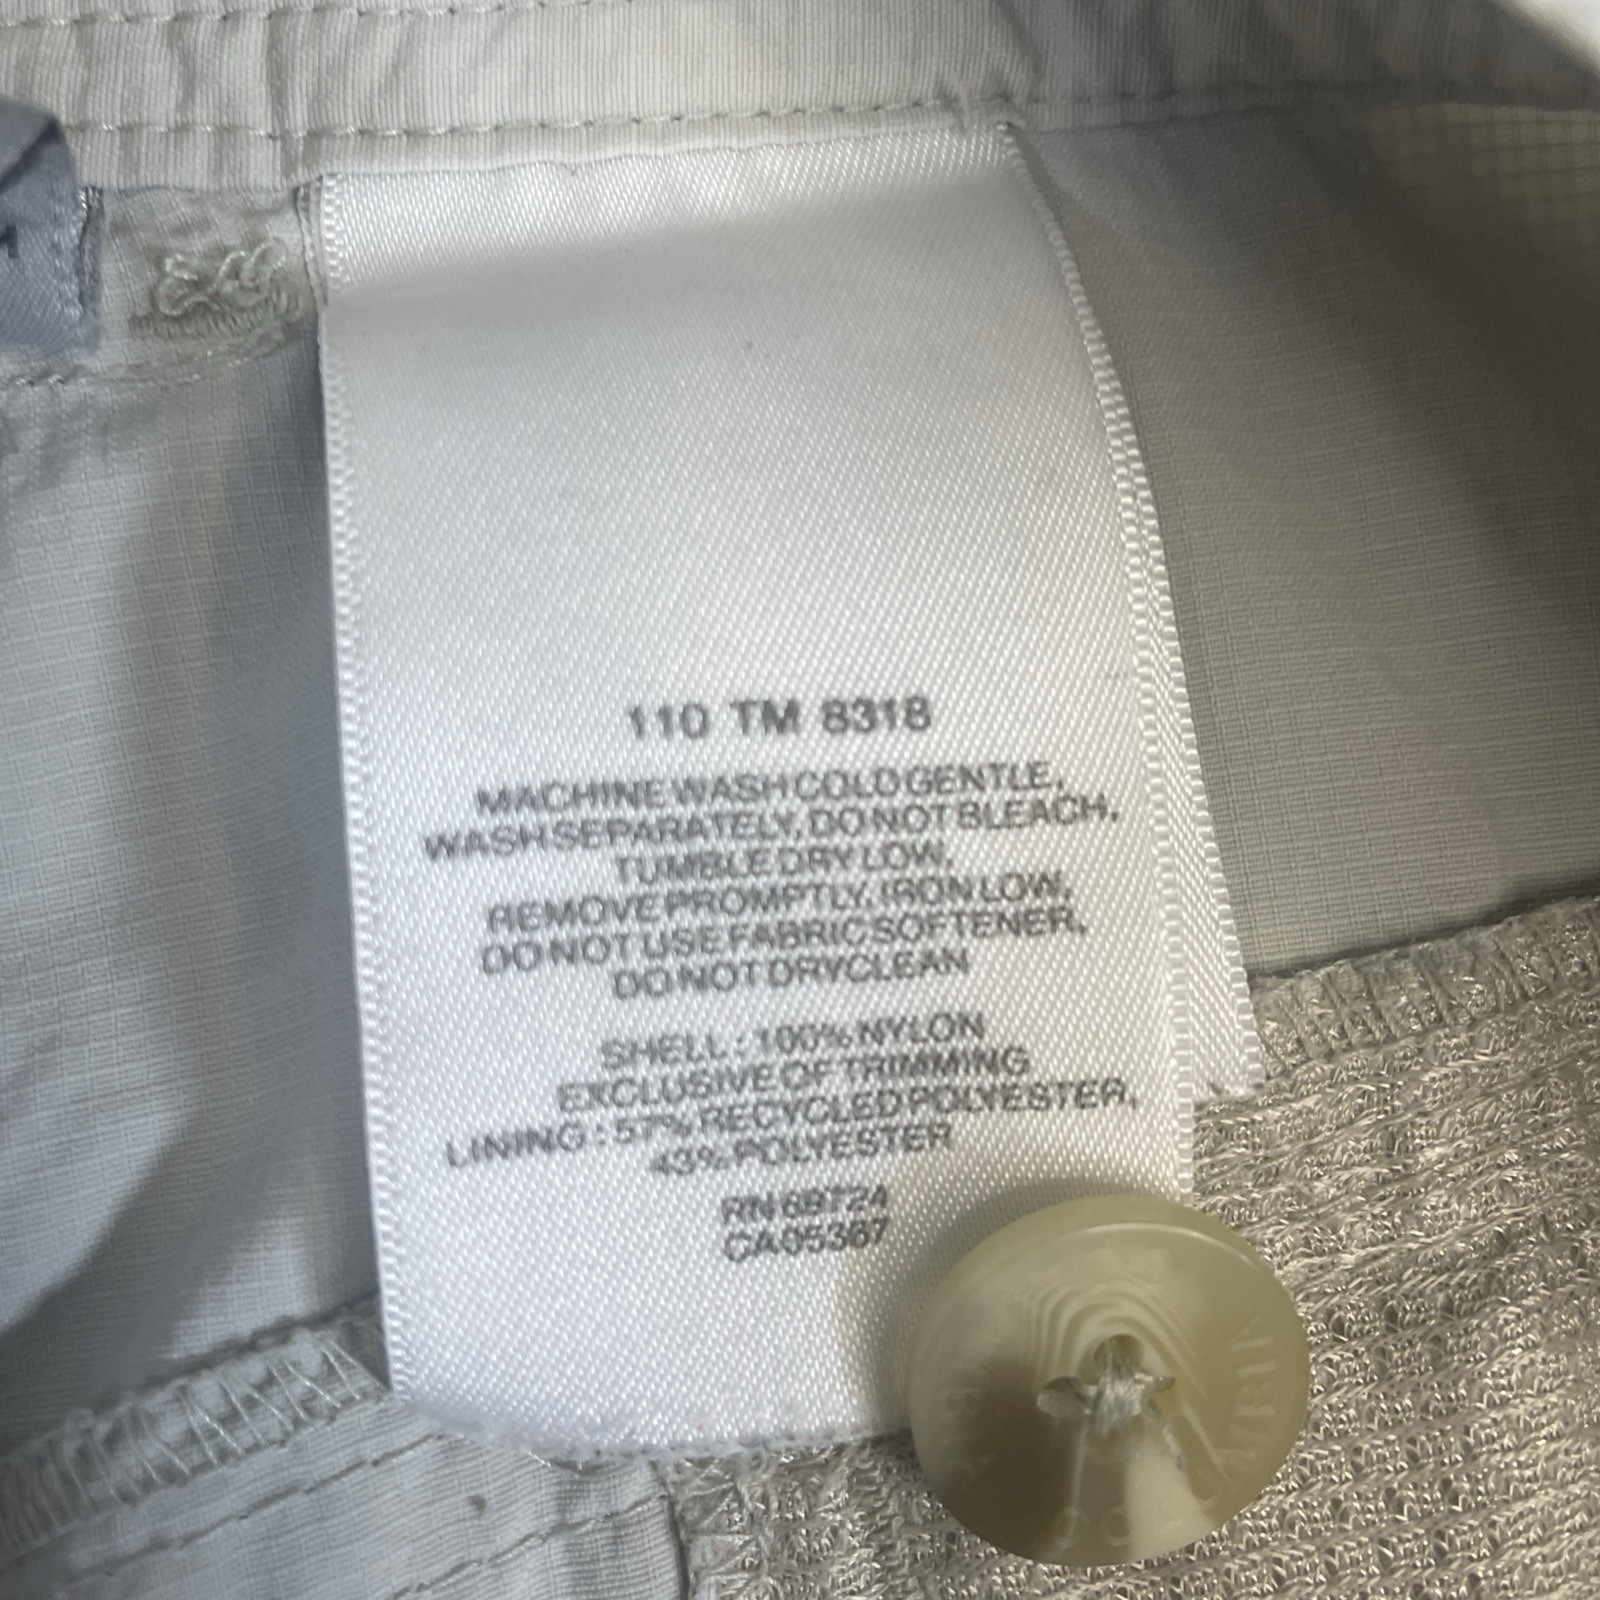 110 TM 8318
MACHINE WASH COLD GENTLE,
WASH SEPARATELY, DO NOT BLEACH,
TUMBLE DRY LOW,
REMOVE PROMPTLY, IRON LOW,
DO NOT USE FABRIC SOFTENER,
DO NOT DRYCLEAN
SHELL : 100% NYLON
EXCLUSIVE OF TRIMMING
LINING : 57% RECYCLED POLYESTER,
43% POLYESTER
RN 69724
CA05367